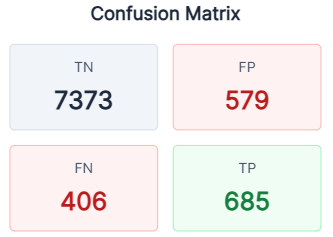 Confusion Matrix
TN
FP
7373
579
FN
TP
406
685